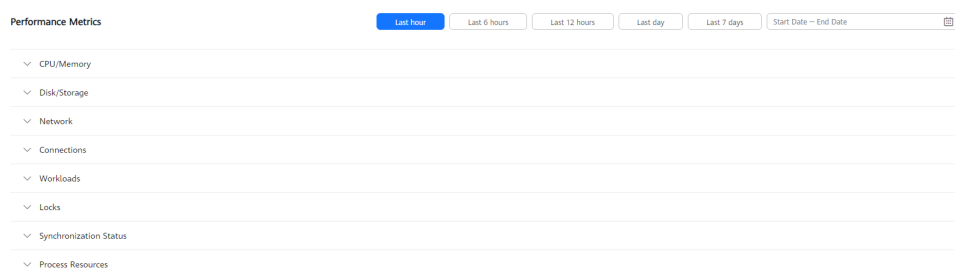 Performance Metrics Last hour Last 6 hours Last 12 hours Last day Last 7 days Start Date – End Date
CPU/Memory
Disk/Storage
Network
Connections
Workloads
Locks
Synchronization Status
Process Resources